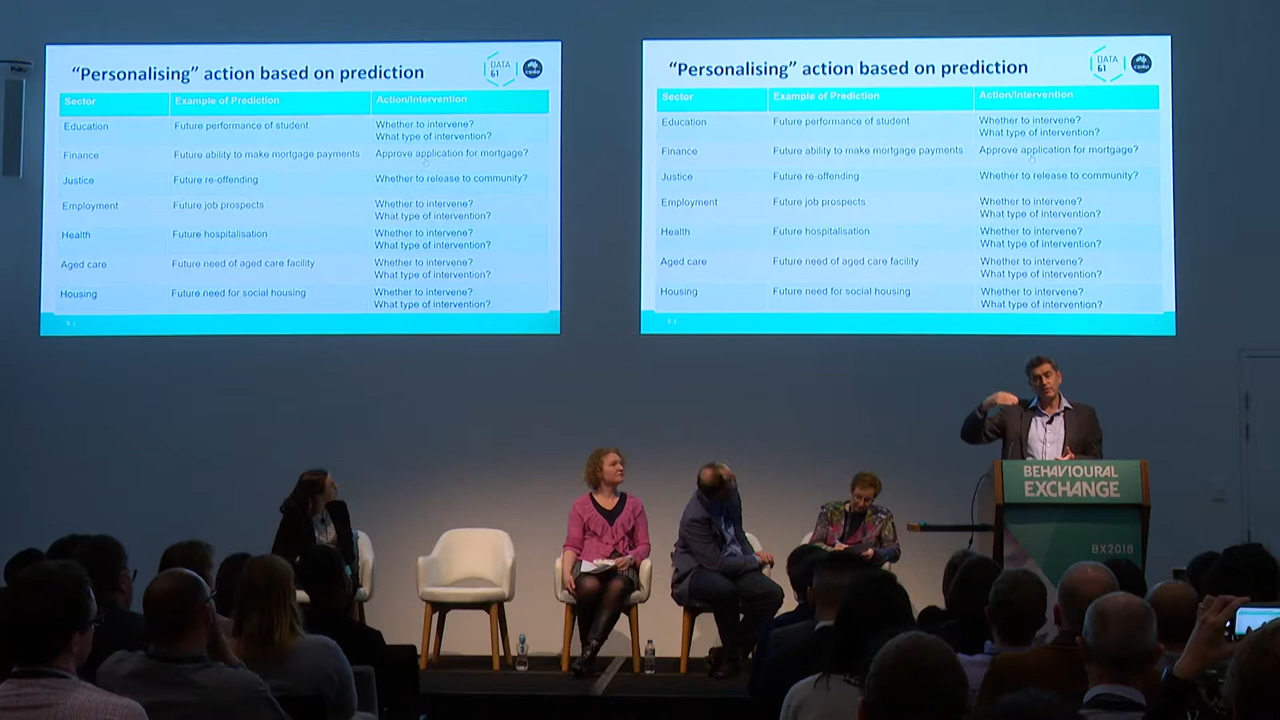 "Personalising" action based on prediction
DATA
61
CSIRO
Sector Example of Prediction Action/Intervention
Education Future performance of student Whether to intervene?
What type of intervention?
Finance Future ability to make mortgage payments Approve application for mortgage?
Justice Future re-offending Whether to release to community?
Employment Future job prospects Whether to intervene?
What type of intervention?
Health Future hospitalisation Whether to intervene?
What type of intervention?
Aged care Future need of aged care facility Whether to intervene?
What type of intervention?
Housing Future need for social housing Whether to intervene?
What type of intervention?
"Personalising" action based on prediction
DATA
61
CSIRO
Sector Example of Prediction Action/Intervention
Education Future performance of student Whether to intervene?
What type of intervention?
Finance Future ability to make mortgage payments Approve application for mortgage?
Justice Future re-offending Whether to release to community?
Employment Future job prospects Whether to intervene?
What type of intervention?
Health Future hospitalisation Whether to intervene?
What type of intervention?
Aged care Future need of aged care facility Whether to intervene?
What type of intervention?
Housing Future need for social housing Whether to intervene?
What type of intervention?
BEHAVIOURAL
EXCHANGE
BX2018